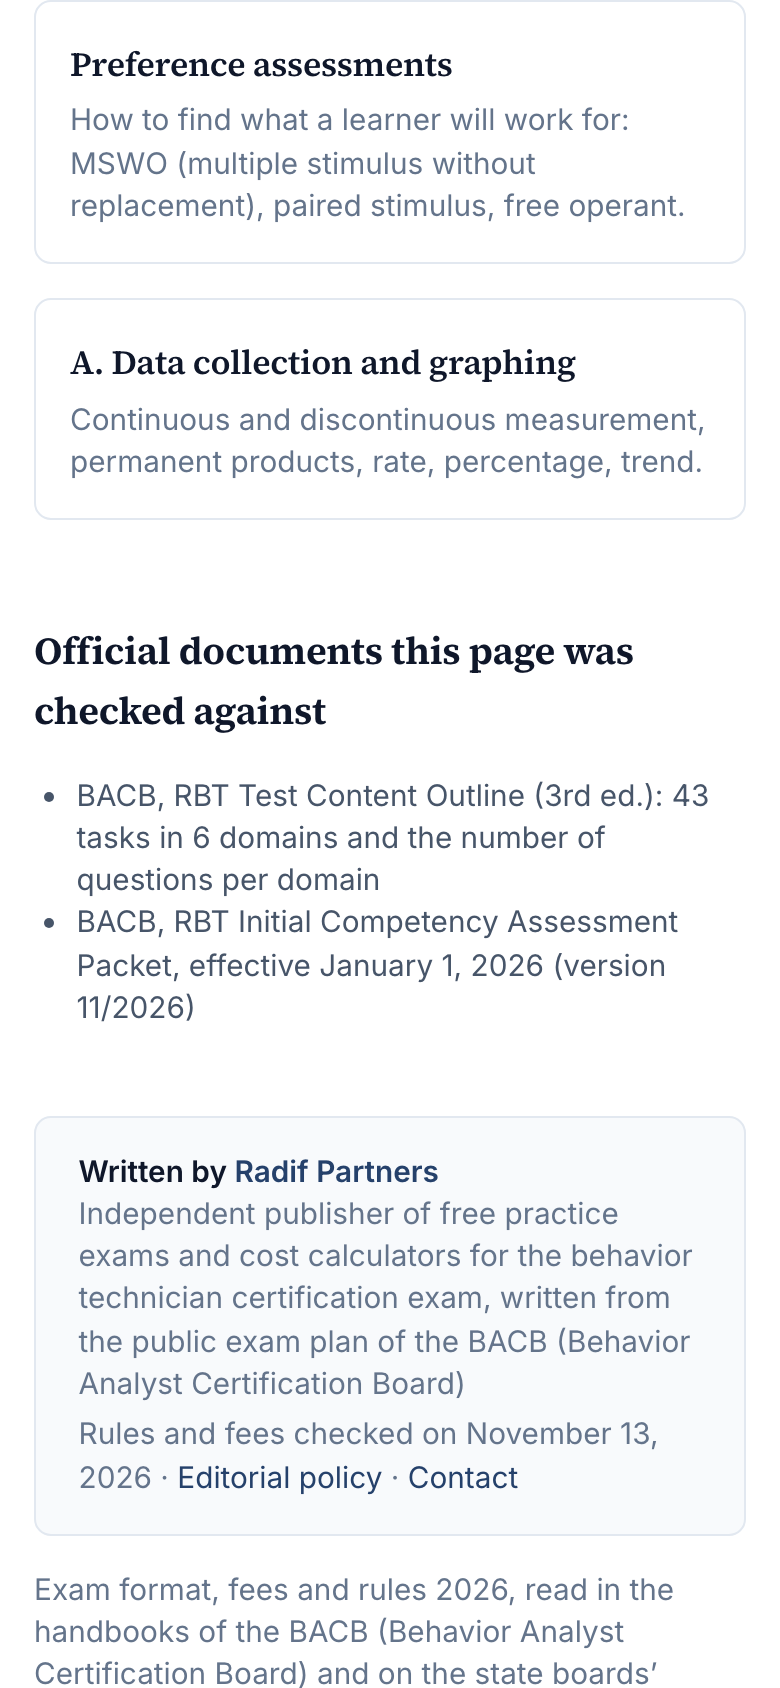 Preference assessments
How to find what a learner will work for:
MSWO (multiple stimulus without
replacement), paired stimulus, free operant.
A. Data collection and graphing
Continuous and discontinuous measurement,
permanent products, rate, percentage, trend.
Official documents this page was
checked against
• BACB, RBT Test Content Outline (3rd ed.): 43
tasks in 6 domains and the number of
questions per domain
• BACB, RBT Initial Competency Assessment
Packet, effective January 1, 2026 (version
11/2026)
Written by Radif Partners
Independent publisher of free practice
exams and cost calculators for the behavior
technician certification exam, written from
the public exam plan of the BACB (Behavior
Analyst Certification Board)
Rules and fees checked on November 13,
2026 · Editorial policy · Contact
Exam format, fees and rules 2026, read in the
handbooks of the BACB (Behavior Analyst
Certification Board) and on the state boards’